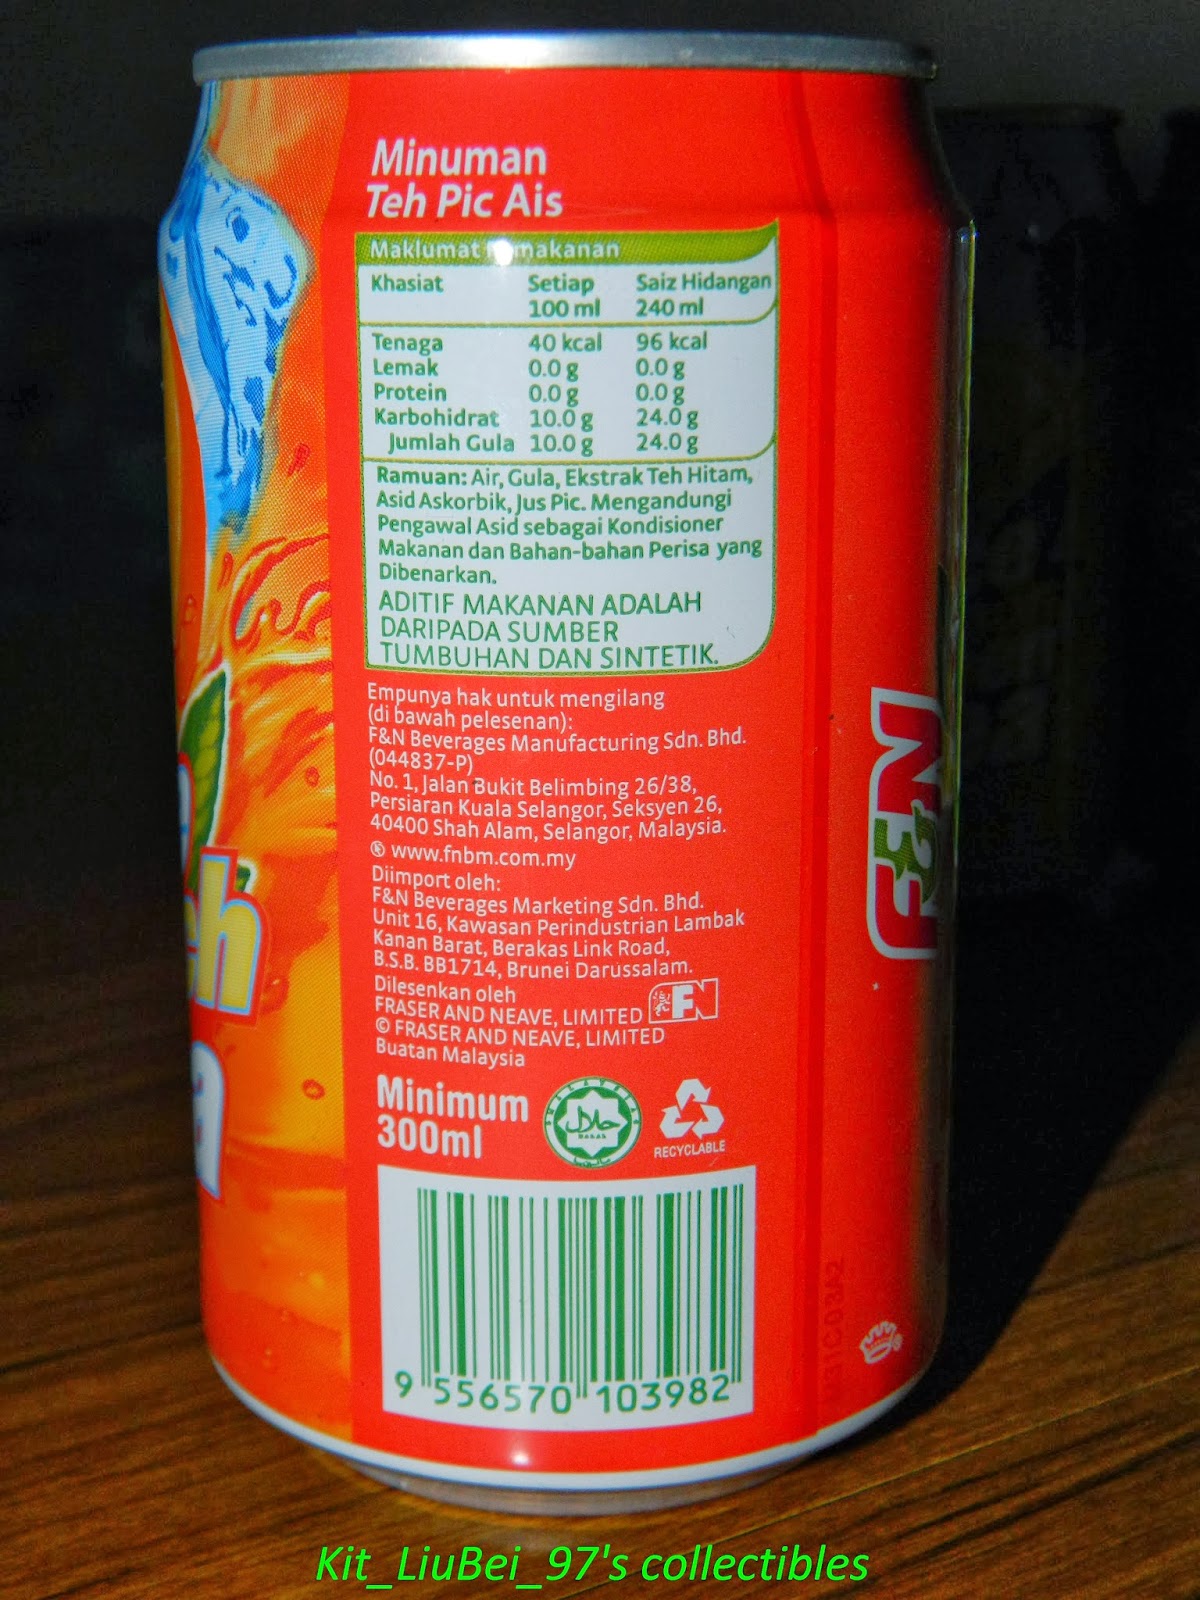 Minuman
Teh Pic Ais
Maklumat
Khasiat Setiap 100 ml Saiz Hidangan 240 ml
Tenaga 40 kcal 96 kcal
Lemak 0.0 g 0.0 g
Protein 0.0 g 0.0 g
Karbohidrat 10.0 g 24.0 g
Jumlah Gula 10.0 g 24.0 g
Ramuan: Air, Gula, Ekstrak Teh Hitam,
Asid Askorbik, Jus Pic. Mengandungi
Pengawal Asid sebagai Kondisioner
Makanan dan Bahan-bahan Perisa yang
Dibenarkan.
ADITIF MAKANAN ADALAH
DARIPADA SUMBER
TUMBUHAN DAN SINTETIK.
Empunya hak untuk mengilang
(di bawah pelesenan):
F&N Beverages Manufacturing Sdn. Bhd.
(044837-P)
No. 1, Jalan Bukit Belimbing 26/38,
Persiaran Kuala Selangor, Seksyen 26,
40400 Shah Alam, Selangor, Malaysia.
www.fnbm.com.my
Diimport oleh:
F&N Beverages Marketing Sdn. Bhd.
Unit 16, Kawasan Perindustrian Lambak
Kanan Barat, Berakas Link Road,
B.S.B. BB1714, Brunei Darussalam.
Dilesenkan oleh
FRASER AND NEAVE, LIMITED FN
© FRASER AND NEAVE, LIMITED
Buatan Malaysia
Minimum
300ml
حلال
HALAL
RECYCLABLE
9 556570 103982
F&N
Kit_LiuBei_97's collectibles